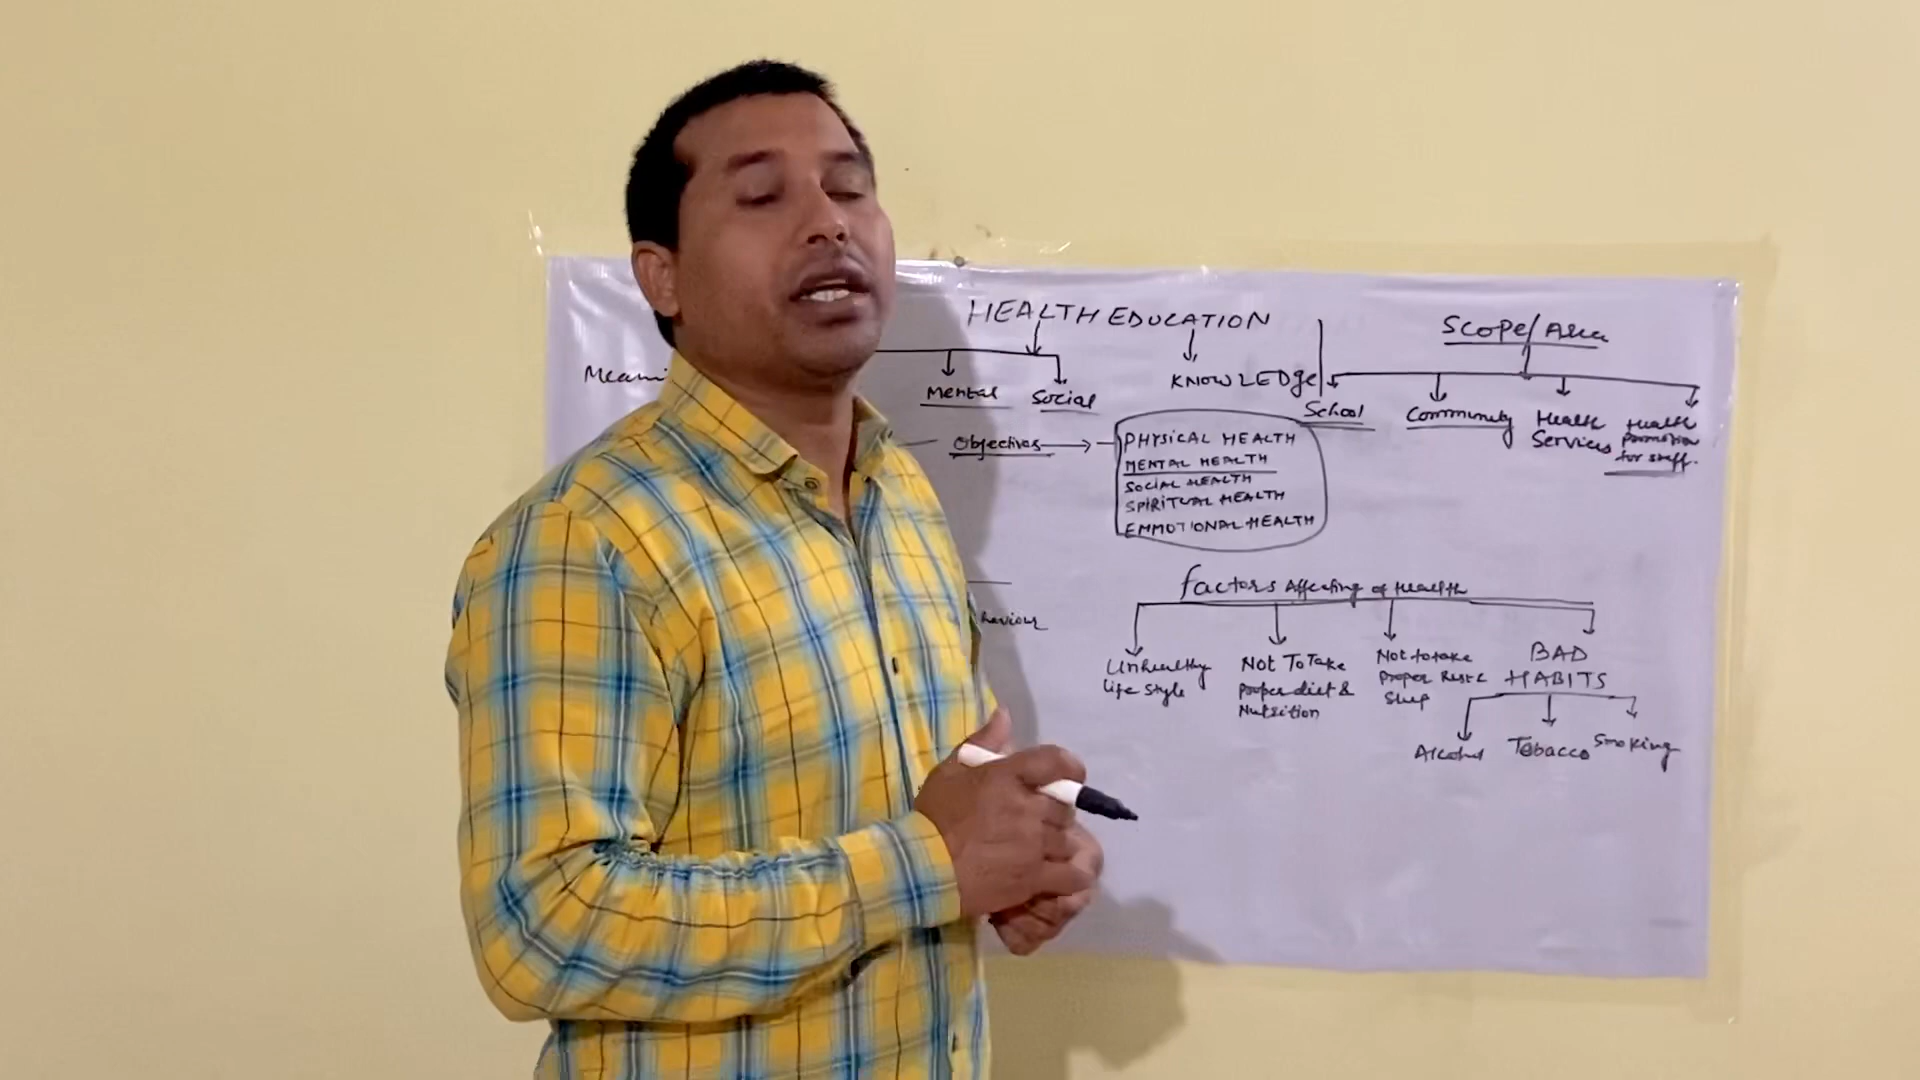 HEALTH EDUCATION
SCOPE/Area
Mental
Social
KNOWLEDge
School
Community
Health
Services
Health
promotion
for staff.
Objectives
PHYSICAL HEALTH
MENTAL HEALTH
SOCIAL HEALTH
SPIRITUAL HEALTH
EMMOTIONAL HEALTH
factors Affecting of Health
Unhealthy
life style
Not To Take
proper diet &
Nutrition
Not to take
proper Rest &
Sleep
BAD
HABITS
Alcohol
Tobacco
Smoking